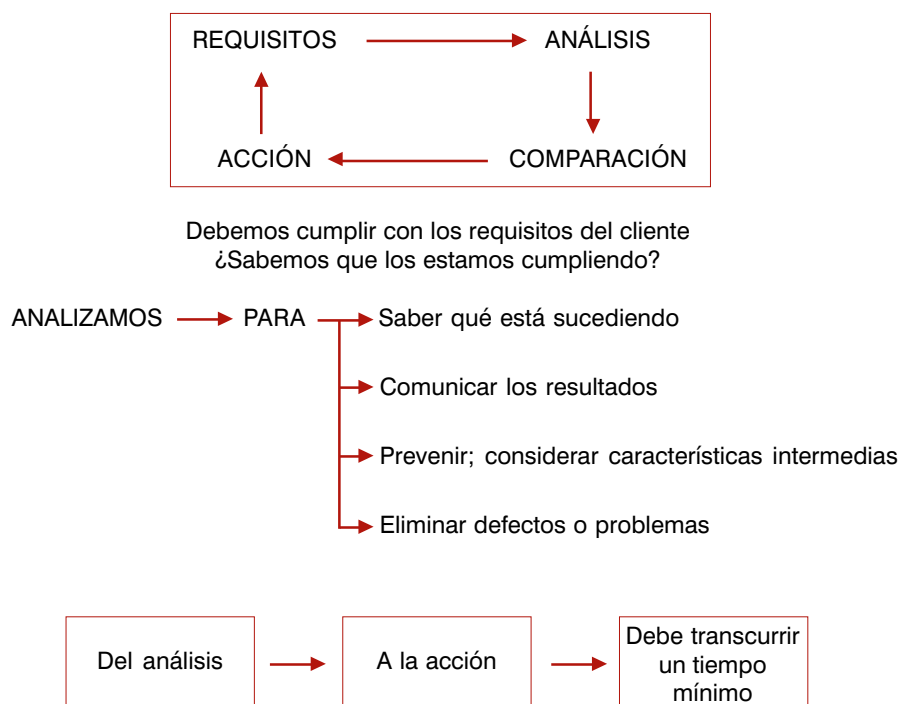 REQUISITOS ANÁLISIS
ACCIÓN COMPARACIÓN
Debemos cumplir con los requisitos del cliente
¿Sabemos que los estamos cumpliendo?
ANALIZAMOS PARA Saber qué está sucediendo
Comunicar los resultados
Prevenir; considerar características intermedias
Eliminar defectos o problemas
Del análisis
A la acción
Debe transcurrir
un tiempo
mínimo